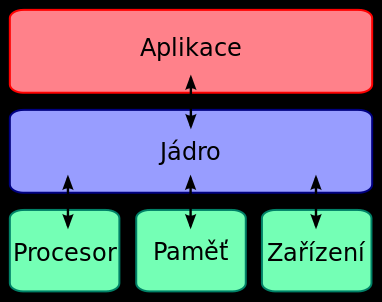 Aplikace
Jádro
Procesor
Paměť
Zařízení